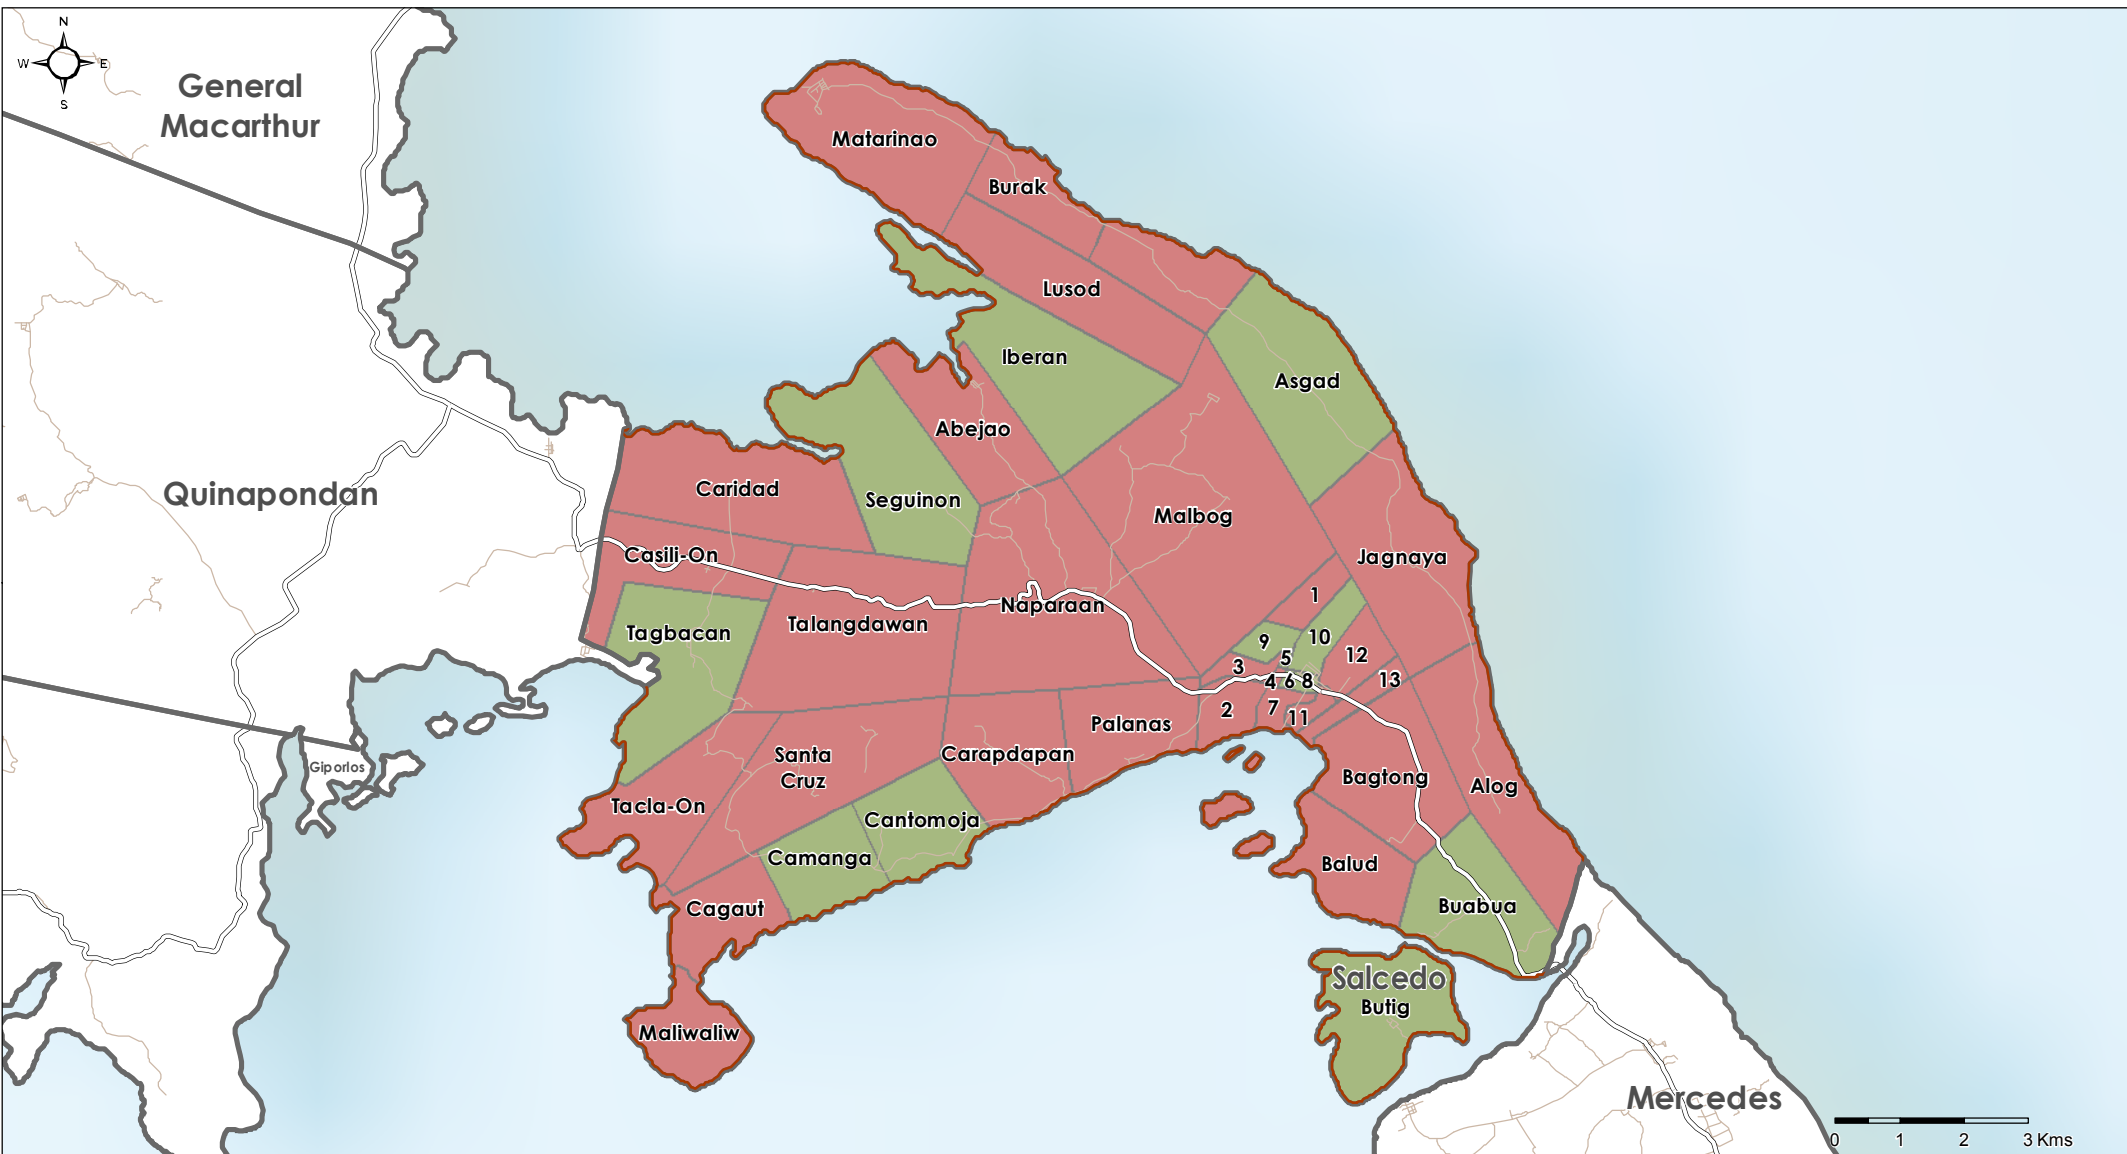 N
W E
S
General
Macarthur
Matarinao
Burak
Lusod
Iberan
Asgad
Abejao
Caridad
Quinapondan
Seguinon
Malbog
Casili-On
Jagnaya
1
Naparaan
Talangdawan
Tagbacan
9
10
5
12
3
4
6
8
13
2
7
11
Palanas
Santa
Cruz
Carapdapan
Giporlos
Bagtong
Alog
Tacla-On
Cantomoja
Camanga
Balud
Cagaut
Buabua
Salcedo
Butig
Maliwaliw
Mercedes
0 1 2 3 Kms